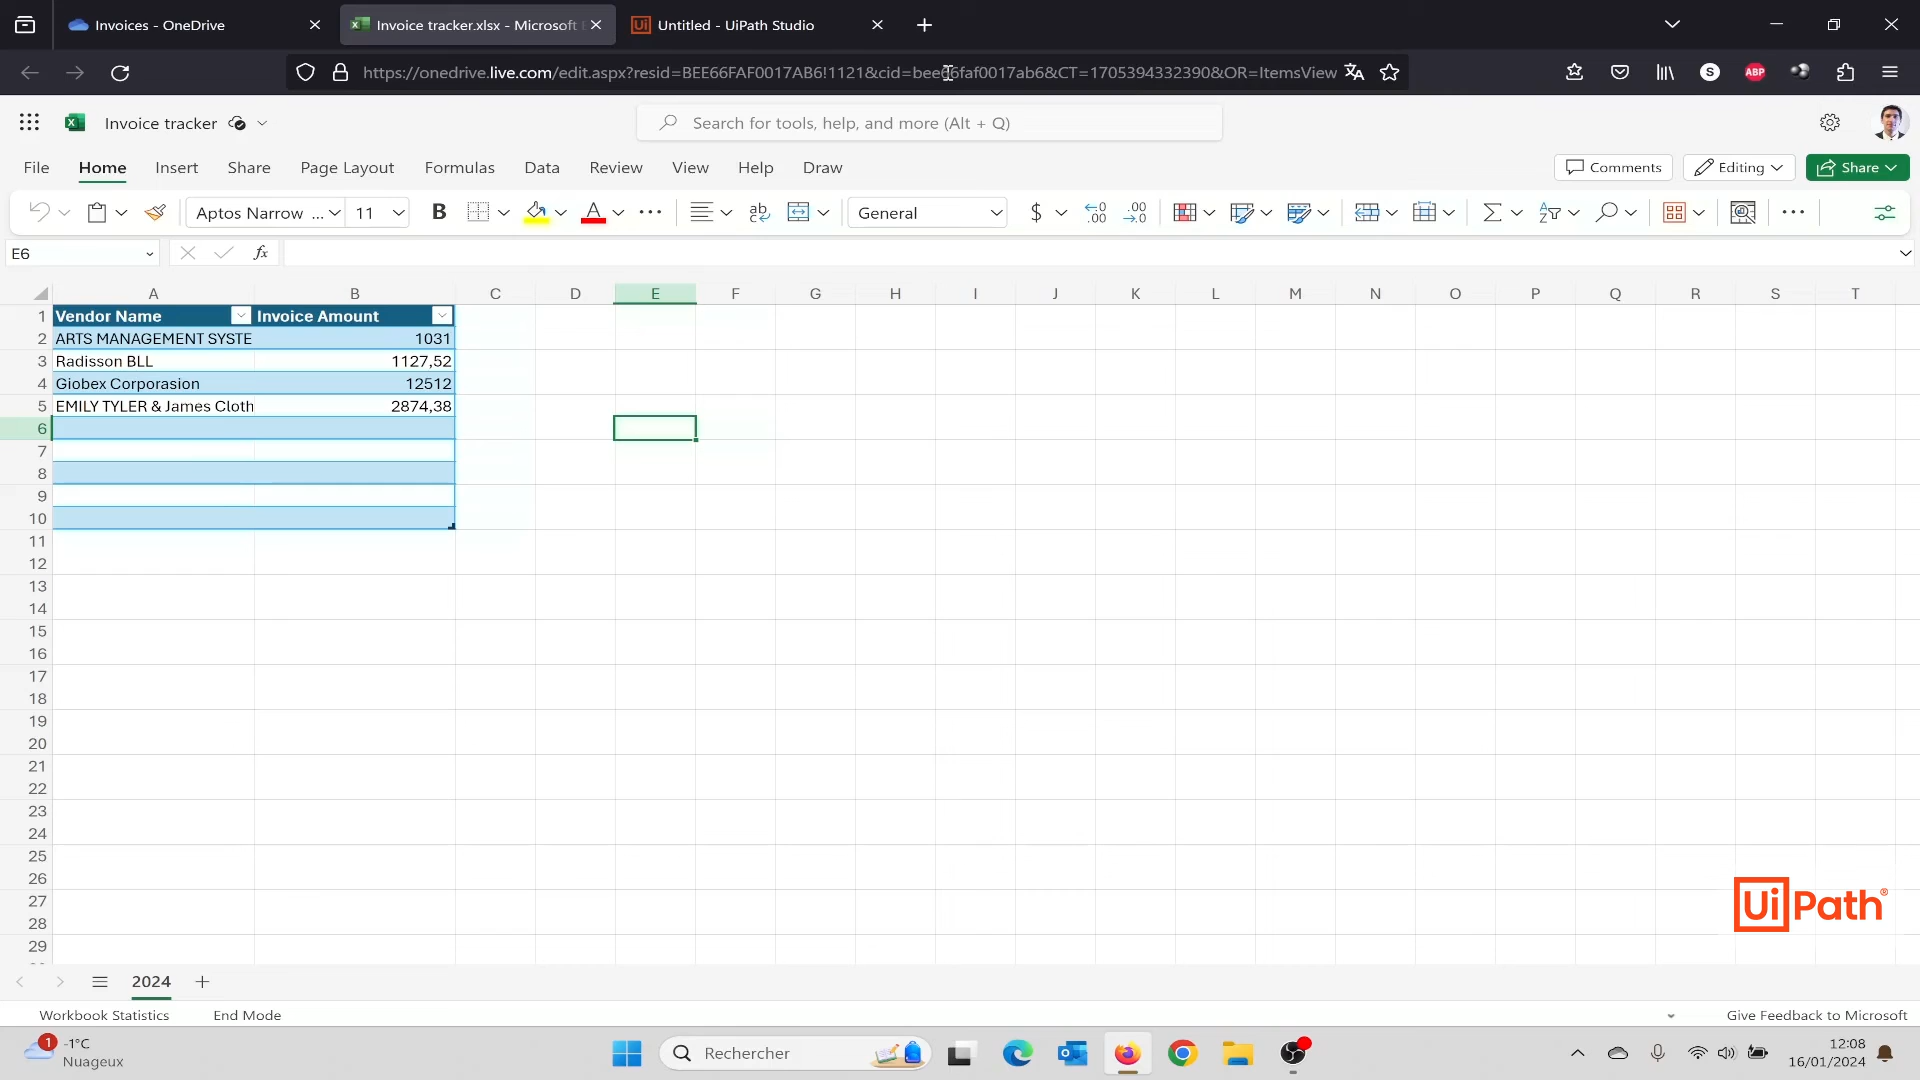 Invoices - OneDrive
Invoice tracker.xlsx - Microsoft
Ui Untitled - UiPath Studio
https://onedrive.live.com/edit.aspx?resid=BEE66FAF0017AB6!1121&cid=bee66faf0017ab6&CT=1705394332390&OR=ItemsView
S
ABP
Invoice tracker
Search for tools, help, and more (Alt + Q)
File Home Insert Share Page Layout Formulas Data Review View Help Draw
Comments Editing Share
Aptos Narrow ... 11 B A ab General $ .00 .00
E6 fx
A B C D E F G H I J K L M N O P Q R S T
1 Vendor Name Invoice Amount
2 ARTS MANAGEMENT SYSTE 1031
3 Radisson BLL 1127,52
4 Giobex Corporasion 12512
5 EMILY TYLER & James Cloth 2874,38
6
7
8
9
10
11
12
13
14
15
16
17
18
19
20
21
22
23
24
25
26
27
28
29
UiPath®
2024
Workbook Statistics End Mode Give Feedback to Microsoft
1 -1°C
Nuageux
Rechercher
12:08
16/01/2024